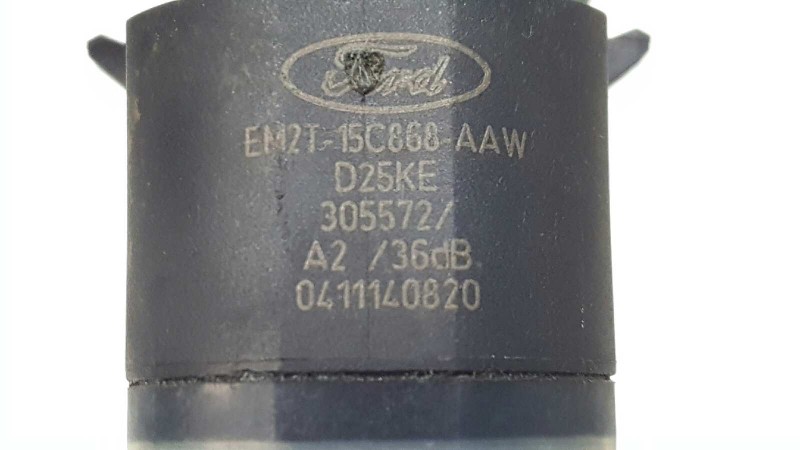 Ford
EM2T-15C868-AAW
D25KE
305572/
A2 /36dB
0411140820